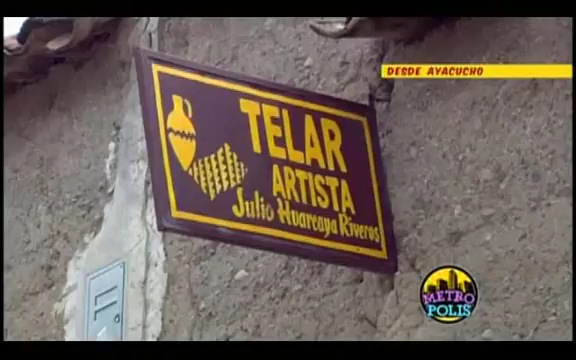 DESDE AYACUCHO
TELAR
ARTISTA
Julio Huarcaya Riveros
METRO
POLIS